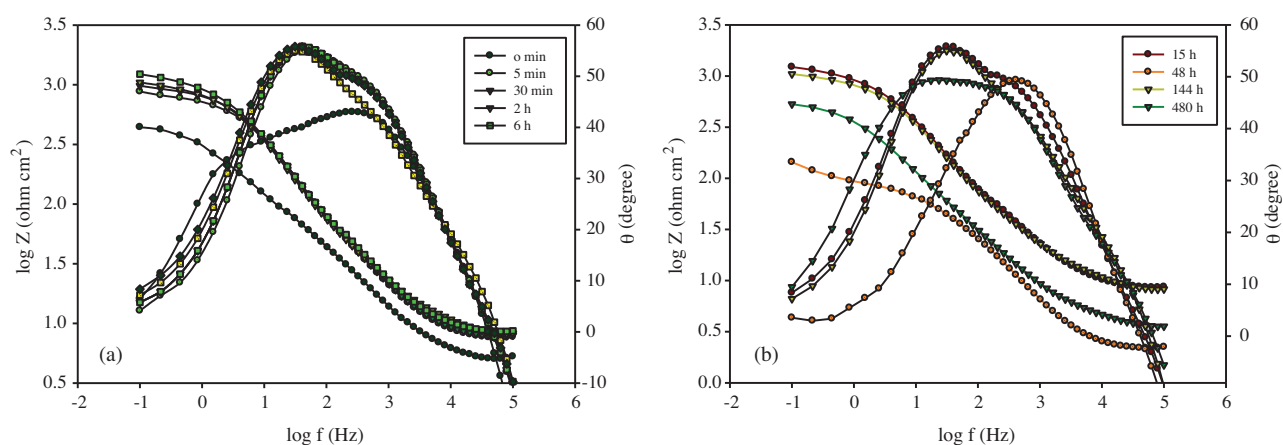 3.5
3.0
2.5
2.0
1.5
1.0
0.5
log Z (ohm cm²)
60
50
40
30
20
10
0
-10
θ (degree)
o min
5 min
30 min
2 h
6 h
(a)
-2 -1 0 1 2 3 4 5 6
log f (Hz)
3.5
3.0
2.5
2.0
1.5
1.0
0.5
0.0
log Z (ohm cm²)
60
50
40
30
20
10
0
θ (degree)
15 h
48 h
144 h
480 h
(b)
-2 -1 0 1 2 3 4 5 6
log f (Hz)